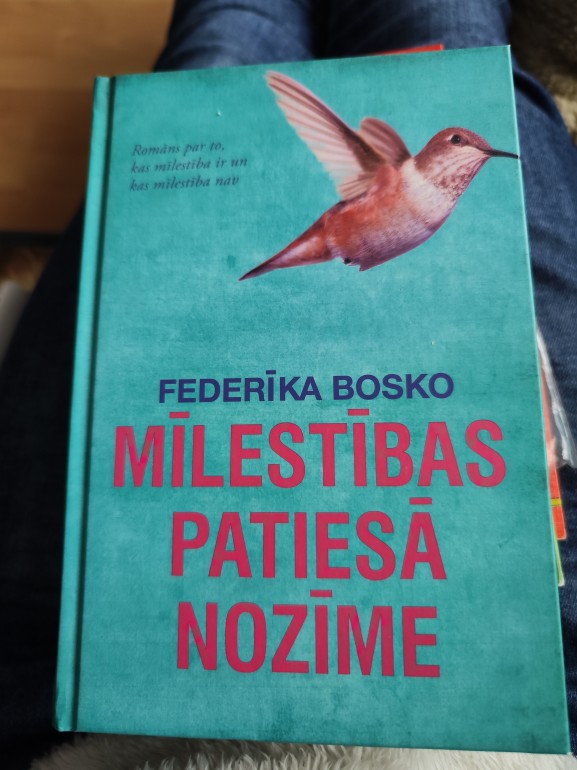 Romāns par to,
kas mīlestība ir un
kas mīlestība nav
FEDERĪKA BOSKO
MĪLESTĪBAS
PATIESĀ
NOZĪME